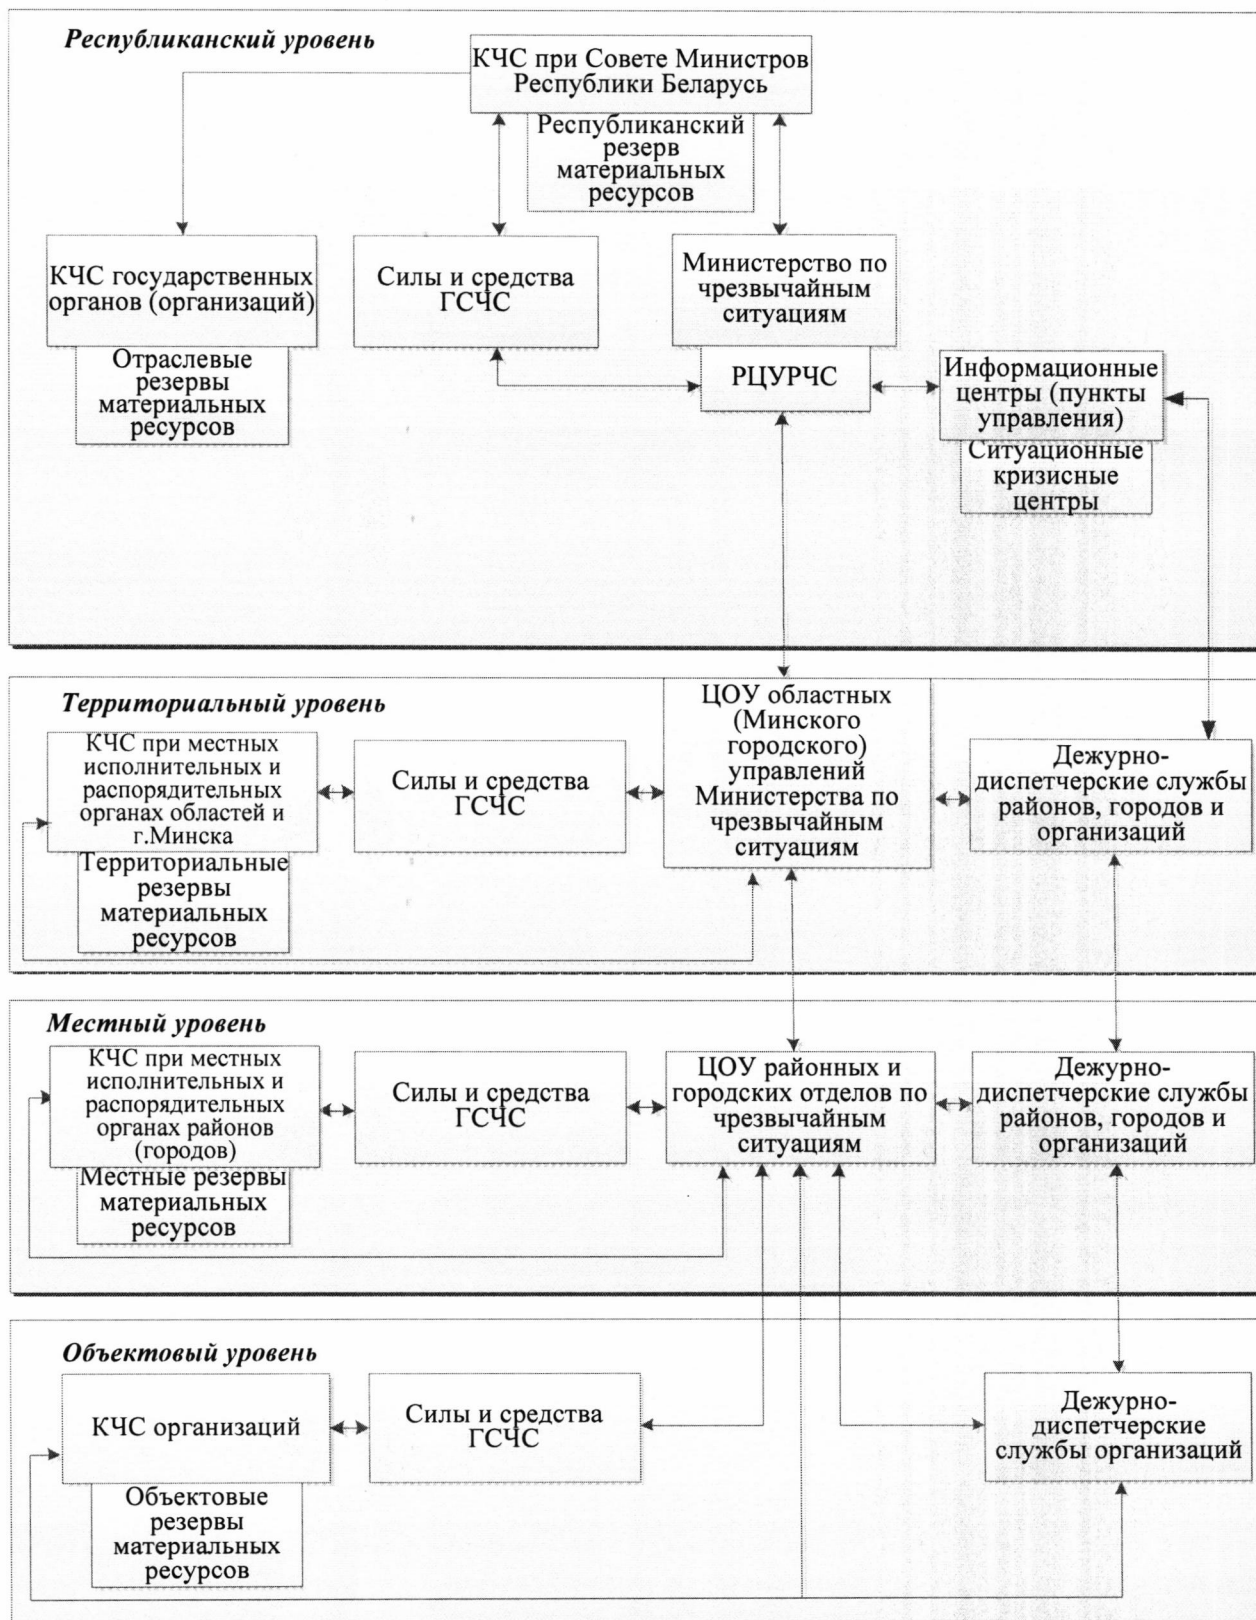 Республиканский уровень
КЧС при Совете Министров
Республики Беларусь
Республиканский
резерв
материальных
ресурсов
КЧС государственных
органов (организаций)
Отраслевые
резервы
материальных
ресурсов
Силы и средства
ГСЧС
Министерство по
чрезвычайным
ситуациям
РЦУРЧС
Информационные
центры (пункты
управления)
Ситуационные
кризисные
центры
Территориальный уровень
КЧС при местных
исполнительных и
распорядительных
органах областей и
г.Минска
Территориальные
резервы
материальных
ресурсов
Силы и средства
ГСЧС
ЦОУ областных
(Минского
городского)
управлений
Министерства по
чрезвычайным
ситуациям
Дежурно-
диспетчерские службы
районов, городов и
организаций
Местный уровень
КЧС при местных
исполнительных и
распорядительных
органах районов
(городов)
Местные резервы
материальных
ресурсов
Силы и средства
ГСЧС
ЦОУ районных и
городских отделов по
чрезвычайным
ситуациям
Дежурно-
диспетчерские службы
районов, городов и
организаций
Объектовый уровень
КЧС организаций
Объектовые
резервы
материальных
ресурсов
Силы и средства
ГСЧС
Дежурно-
диспетчерские
службы организаций